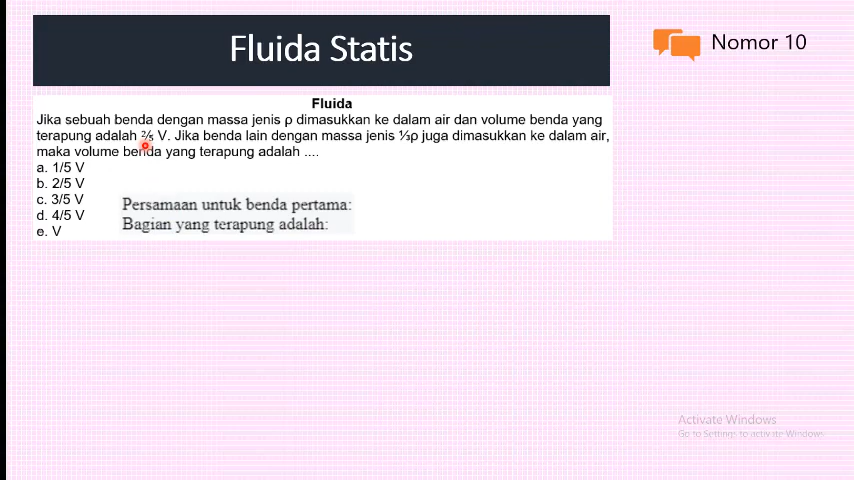 Fluida Statis
Nomor 10
Fluida
Jika sebuah benda dengan massa jenis ρ dimasukkan ke dalam air dan volume benda yang
terapung adalah ⅖ V. Jika benda lain dengan massa jenis ⅓ρ juga dimasukkan ke dalam air,
maka volume benda yang terapung adalah ....
a. 1/5 V
b. 2/5 V
c. 3/5 V
d. 4/5 V
e. V
Persamaan untuk benda pertama:
Bagian yang terapung adalah:
Activate Windows
Go to Settings to activate Windows.